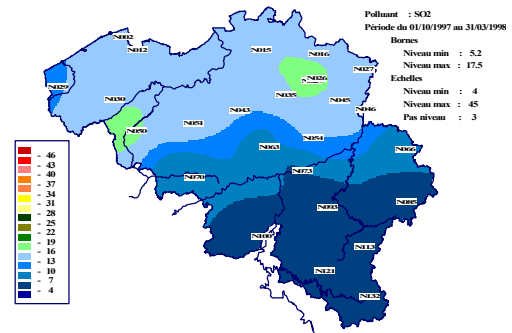 Polluant : SO2
Période du 01/10/1997 au 31/03/1998
Bornes
Niveau min : 5.2
Niveau max : 17.5
Echelles
Niveau min : 4
Niveau max : 45
Pas niveau : 3
N002
N012
N015
N016
N027
N029
N026
N030
N035
N045
N046
N043
N051
N050
N054
N063
N066
N073
N070
N085
N093
N100
N113
N121
N132
- 46
- 43
- 40
- 37
- 34
- 31
- 28
- 25
- 22
- 19
- 16
- 13
- 10
- 7
- 4